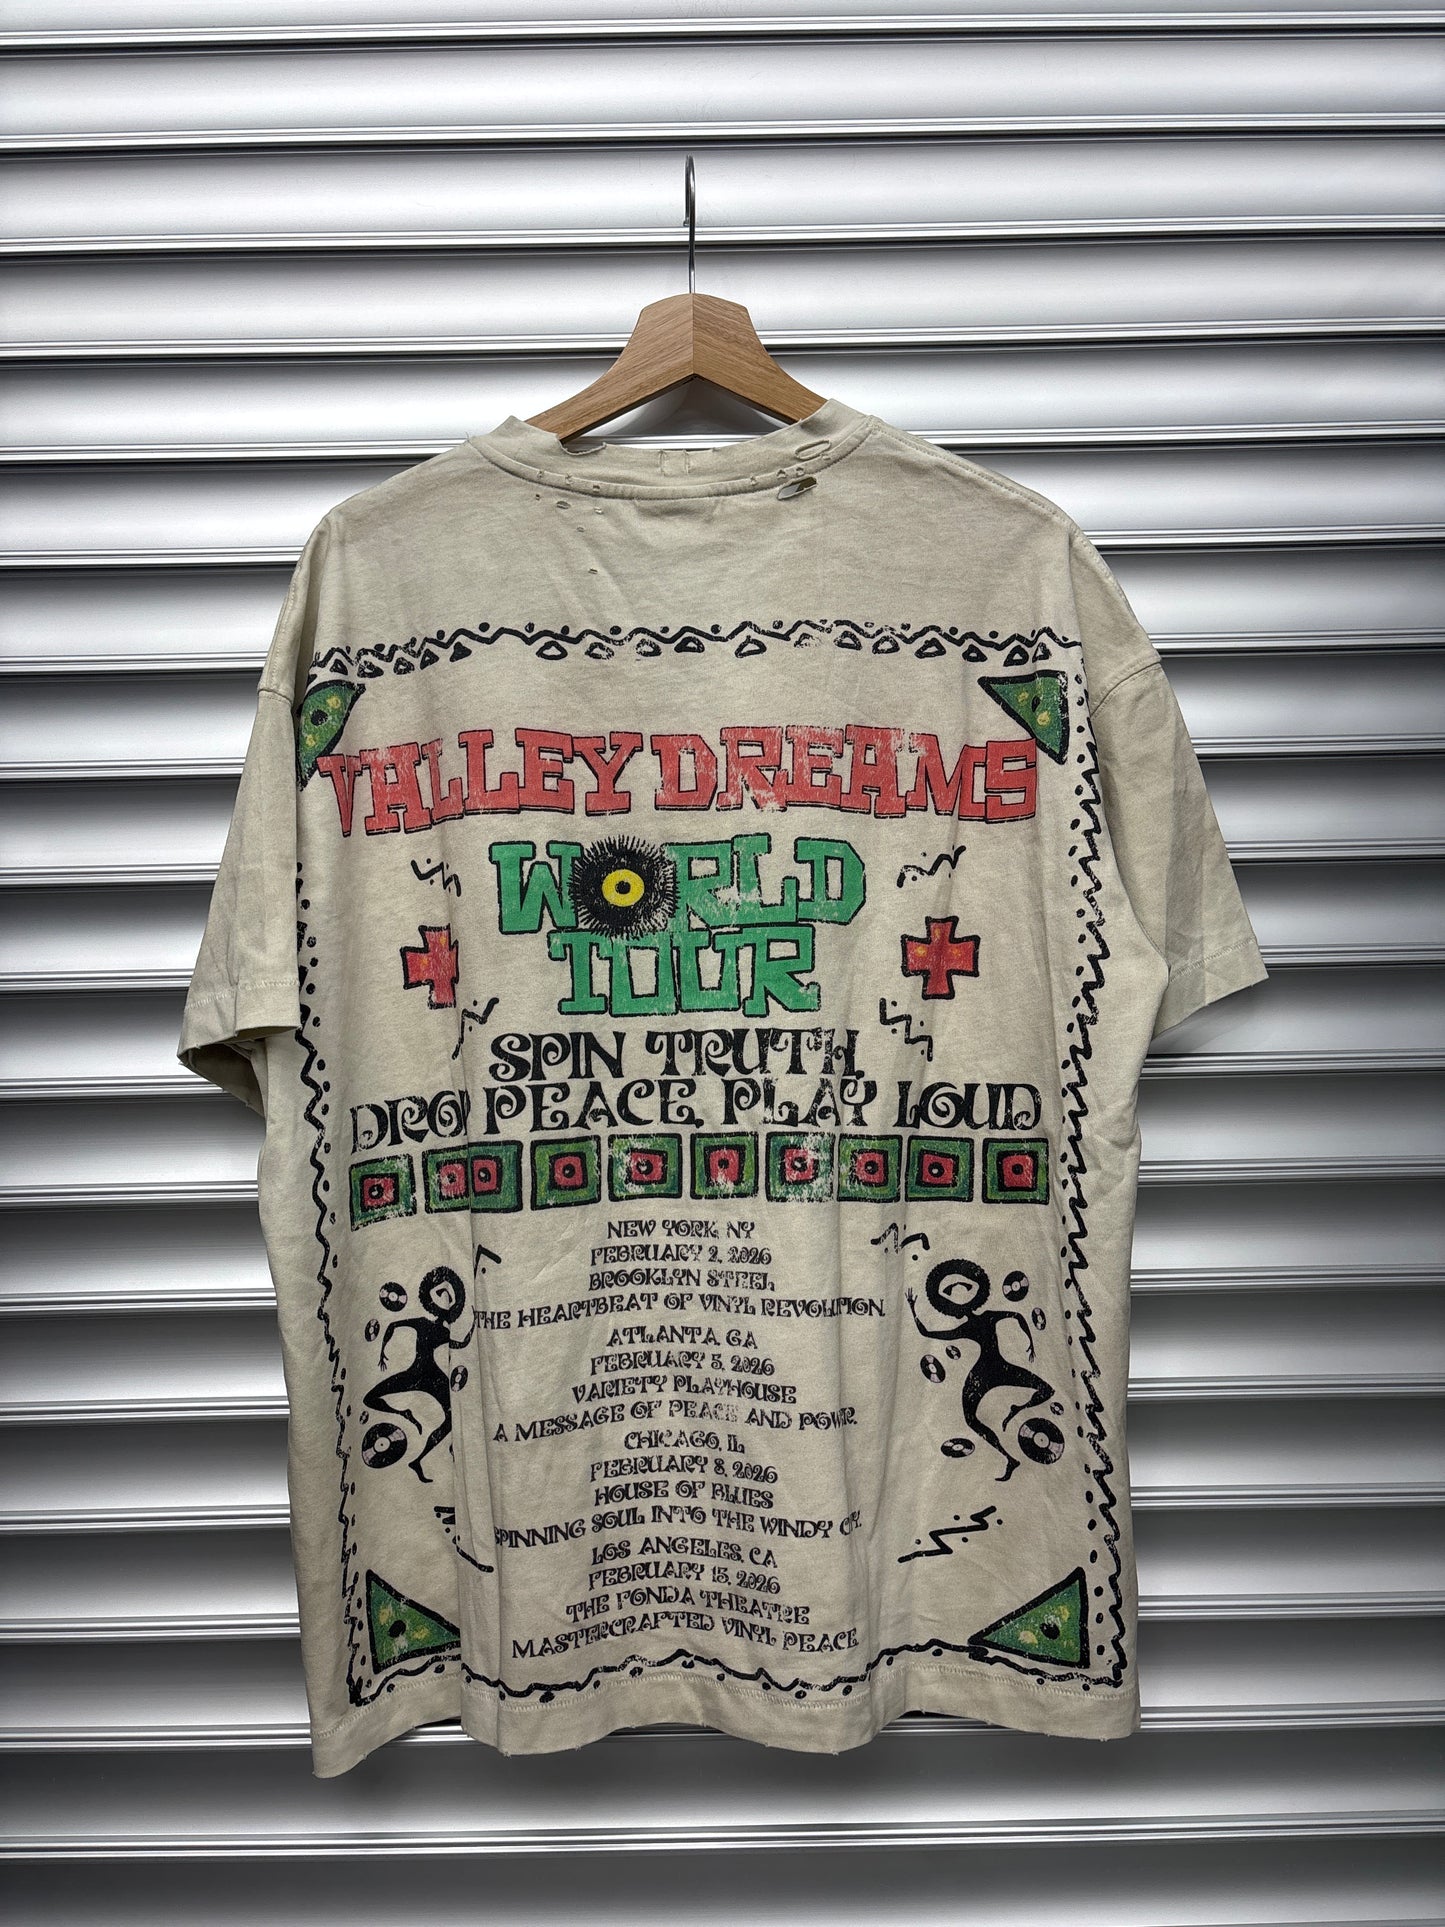 VALLEY DREAMS
WORLD
TOUR
SPIN TRUTH,
DROP PEACE, PLAY LOUD
NEW YORK, NY
FEBRUARY 2, 2026
BROOKLYN STEEL
THE HEARTBEAT OF VINYL REVOLUTION.
ATLANTA, GA
FEBRUARY 5, 2026
VARIETY PLAYHOUSE
A MESSAGE OF PEACE AND POWER.
CHICAGO, IL
FEBRUARY 8, 2026
HOUSE OF BLUES
SPINNING SOUL INTO THE WINDY CITY.
LOS ANGELES, CA
FEBRUARY 15, 2026
THE FONDA THEATRE
MASTERCRAFTED VINYL PEACE.